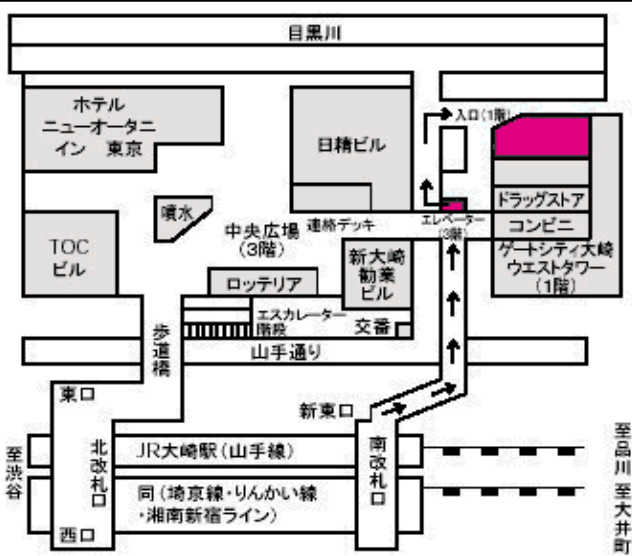 目黒川
ホテル
ニューオータニ
イン 東京
日精ビル
入口(1階)
ドラッグストア
コンビニ
ゲートシティ大崎
ウエストタワー
(1階)
噴水
中央広場
(3階)
連絡デッキ
エレベーター
(3階)
TOC
ビル
ロッテリア
新大崎
勧業
ビル
エスカレーター
階段
交番
歩道橋
山手通り
東口
新東口
至渋谷
北改札口
JR大崎駅(山手線)
南改札口
同(埼京線・りんかい線
・湘南新宿ライン)
西口
至品川
至大井町